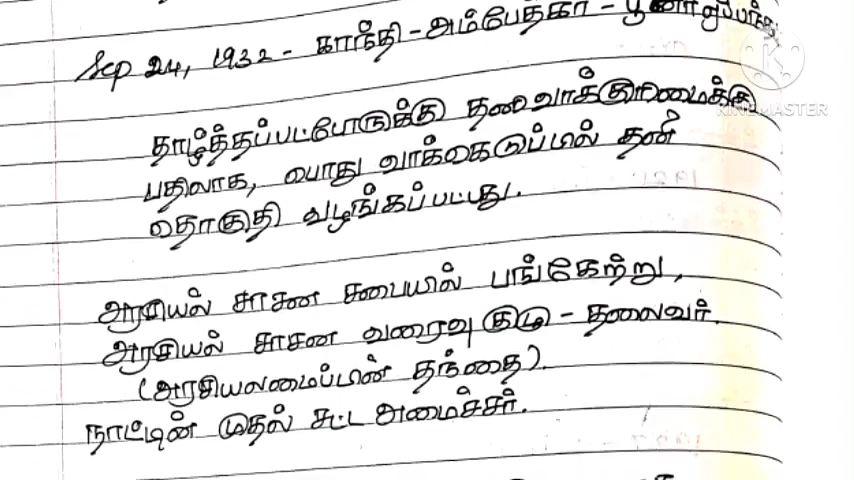 Sep 24, 1932 - காந்தி - அம்பேத்கர் - பூனா ஒப்பந்த
KINEMASTER
தாழ்த்தப்பட்டோருக்கு தனிவாக்குரிமைக்கு
பதிலாக, பொது வாக்கெடுப்பில் தனி
தொகுதி வழங்கப்பட்டது.
அரசியல் சாசன சபையில் பங்கேற்று,
அரசியல் சாசன வரைவு குழு - தலைவர்.
(அரசியலமைப்பின் தந்தை).
நாட்டின் முதல் சட்ட அமைச்சர்.